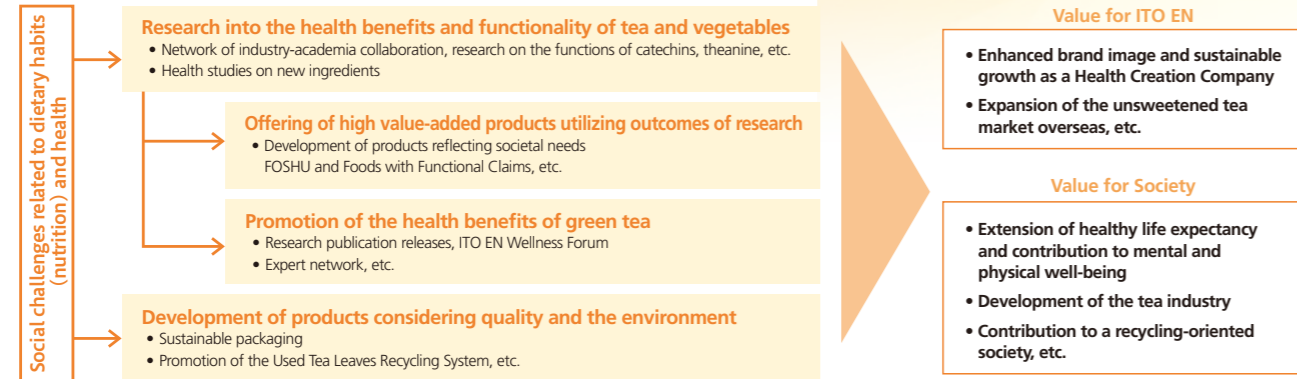 Social challenges related to dietary habits
(nutrition) and health
Research into the health benefits and functionality of tea and vegetables
• Network of industry-academia collaboration, research on the functions of catechins, theanine, etc.
• Health studies on new ingredients
Offering of high value-added products utilizing outcomes of research
• Development of products reflecting societal needs
FOSHU and Foods with Functional Claims, etc.
Promotion of the health benefits of green tea
• Research publication releases, ITO EN Wellness Forum
• Expert network, etc.
Development of products considering quality and the environment
• Sustainable packaging
• Promotion of the Used Tea Leaves Recycling System, etc.
Value for ITO EN
• Enhanced brand image and sustainable
growth as a Health Creation Company
• Expansion of the unsweetened tea
market overseas, etc.
Value for Society
• Extension of healthy life expectancy
and contribution to mental and
physical well-being
• Development of the tea industry
• Contribution to a recycling-oriented
society, etc.